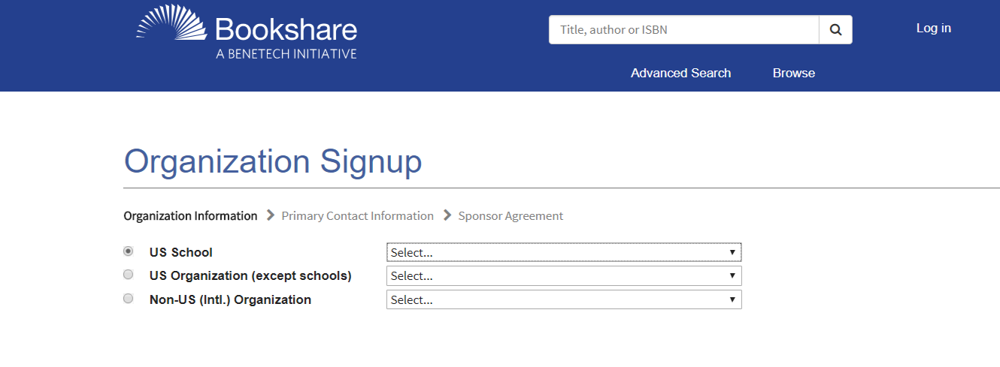 Bookshare
A BENETECH INITIATIVE
Title, author or ISBN
Log in
Advanced Search
Browse
Organization Signup
Organization Information Primary Contact Information Sponsor Agreement
US School Select...
US Organization (except schools) Select...
Non-US (Intl.) Organization Select...